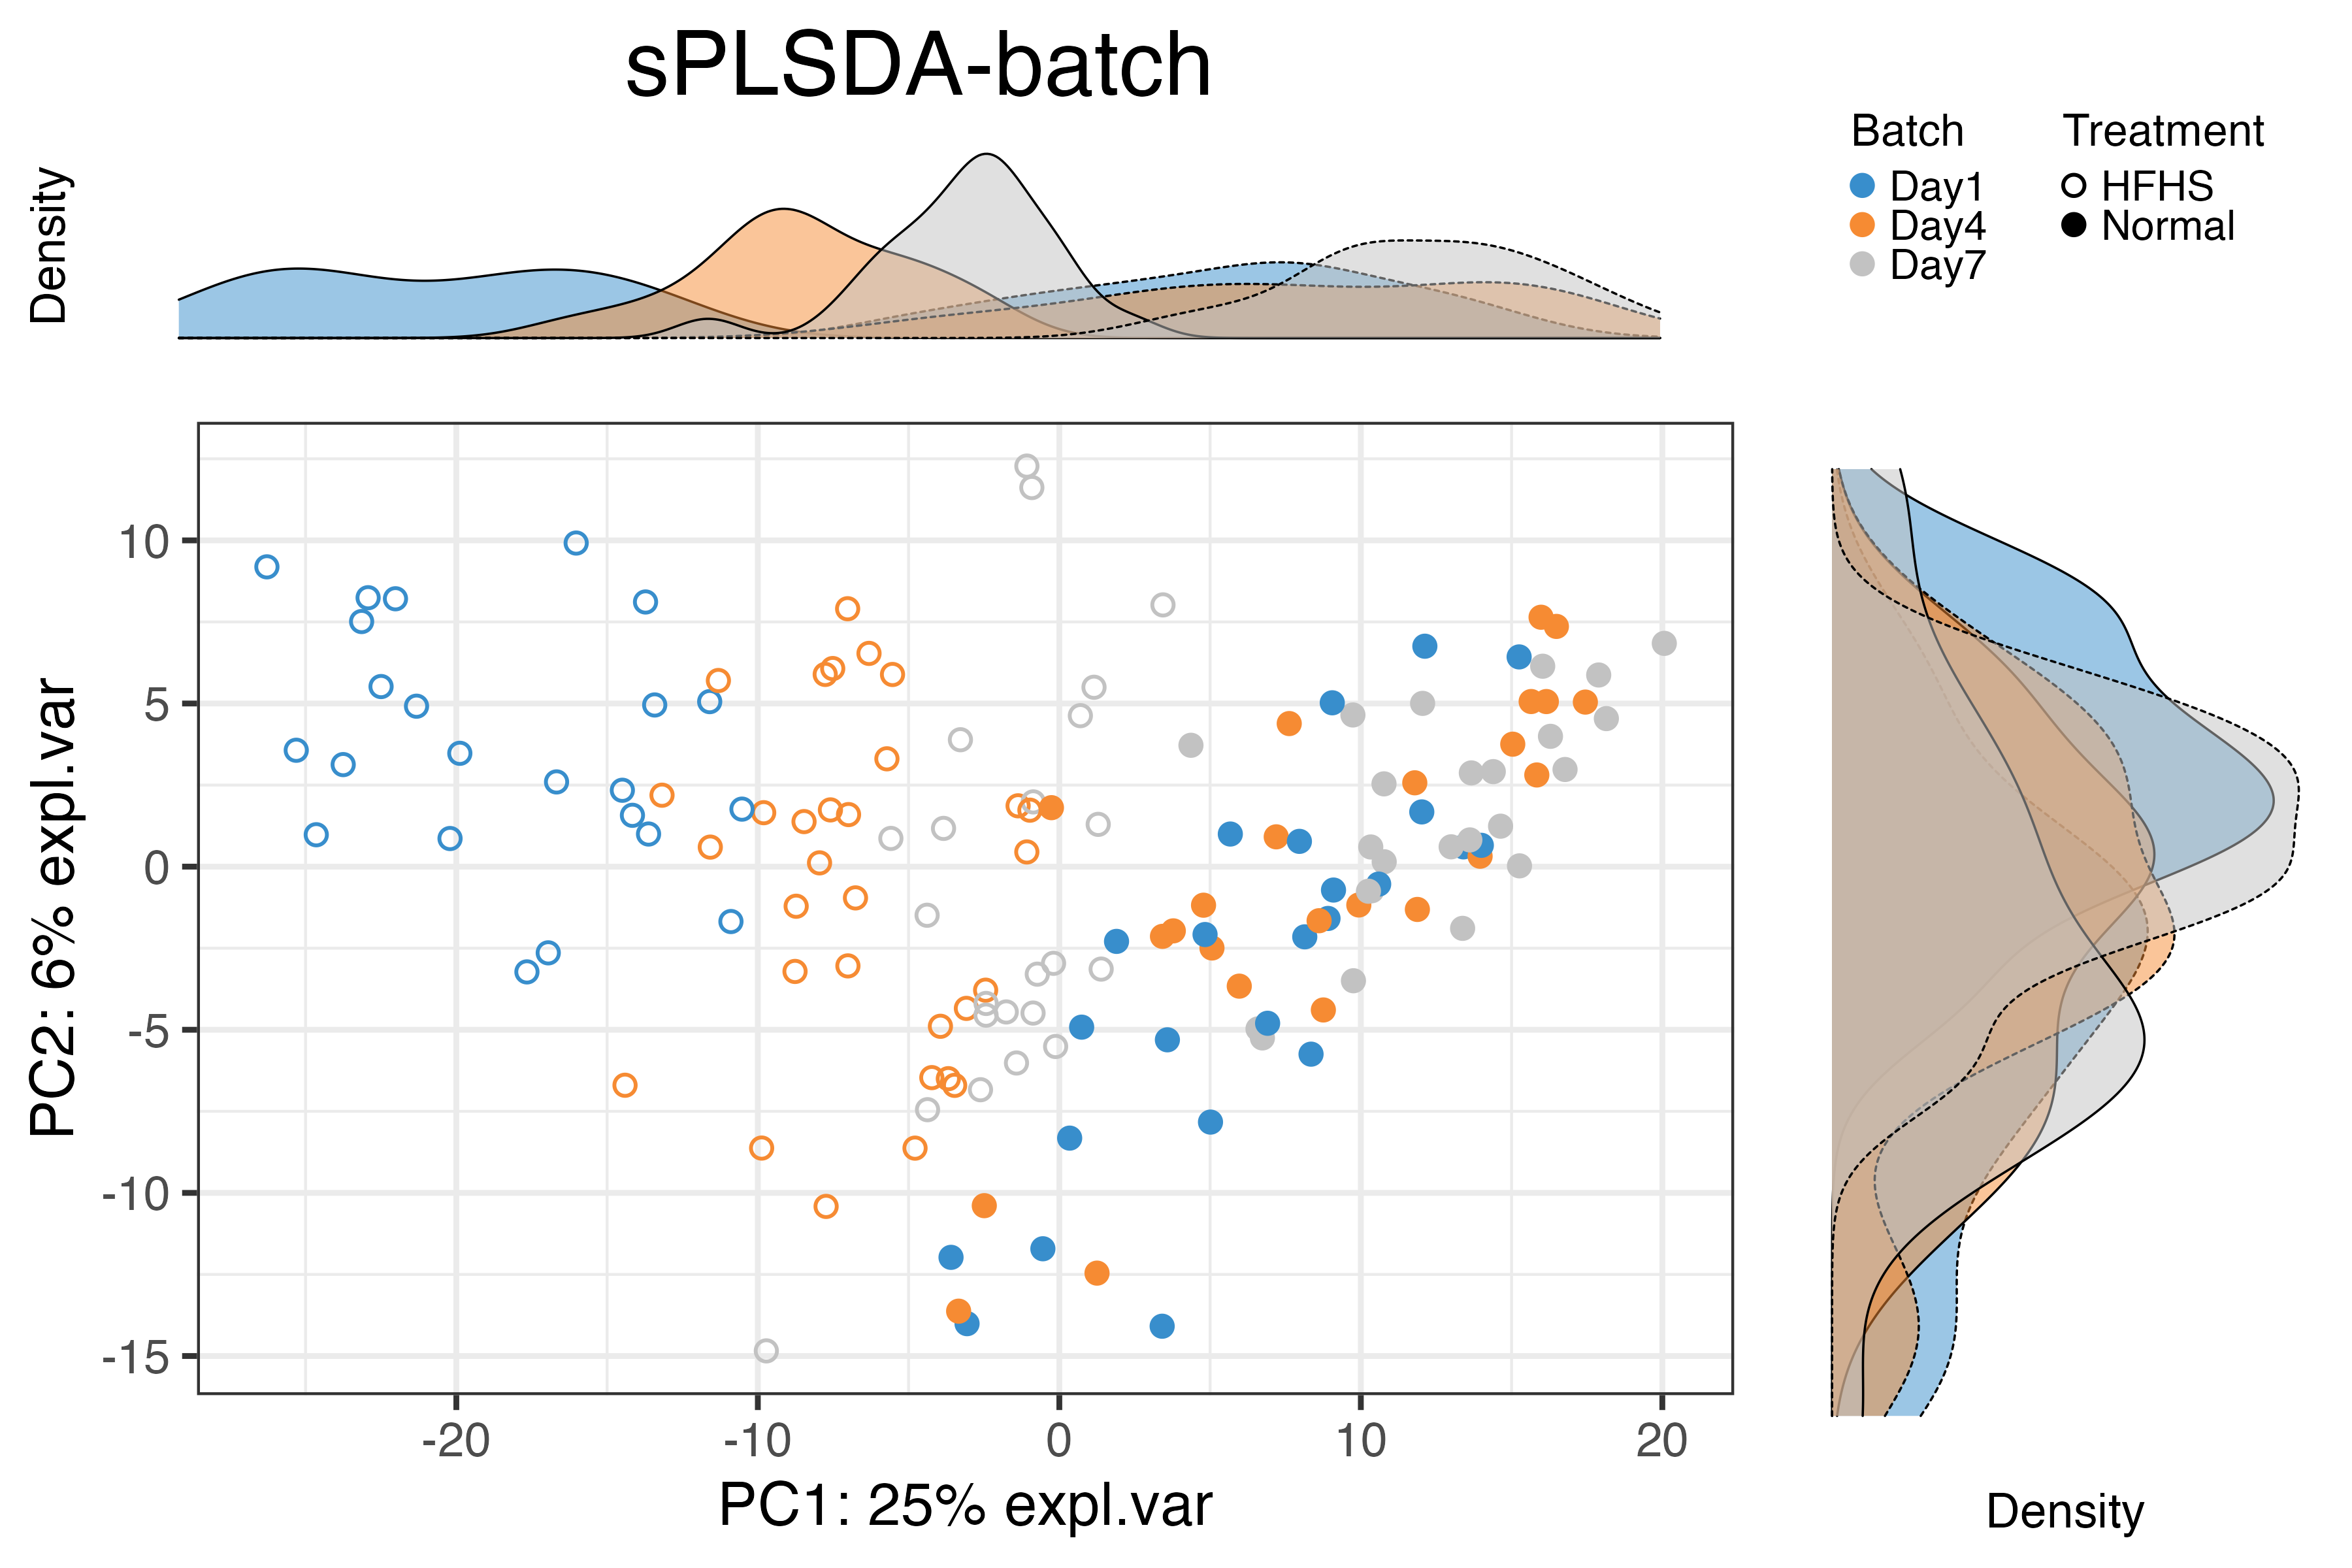 sPLSDA-batch
Density
Batch
Day1
Day4
Day7
Treatment
HFHS
Normal
PC2: 6% expl.var
10
5
0
-5
-10
-15
-20
-10
0
10
20
PC1: 25% expl.var
Density